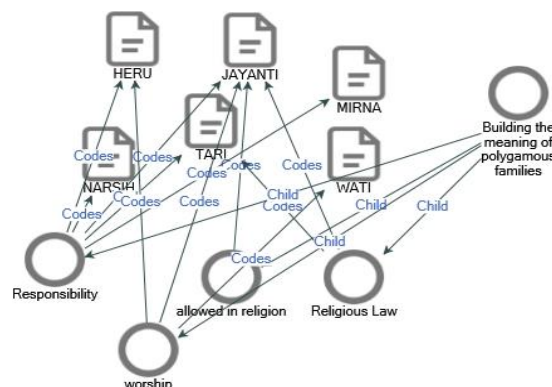 HERU
JAYANTI
MIRNA
Building the
meaning of
polygamous
families
Codes
Codes
NARSIH
Codes
TARI
Codes
Codes
Codes
WATI
Child
Codes
Codes
Codes
Codes
Child
Child
Child
Codes
Responsibility
allowed in religion
Religious Law
worship